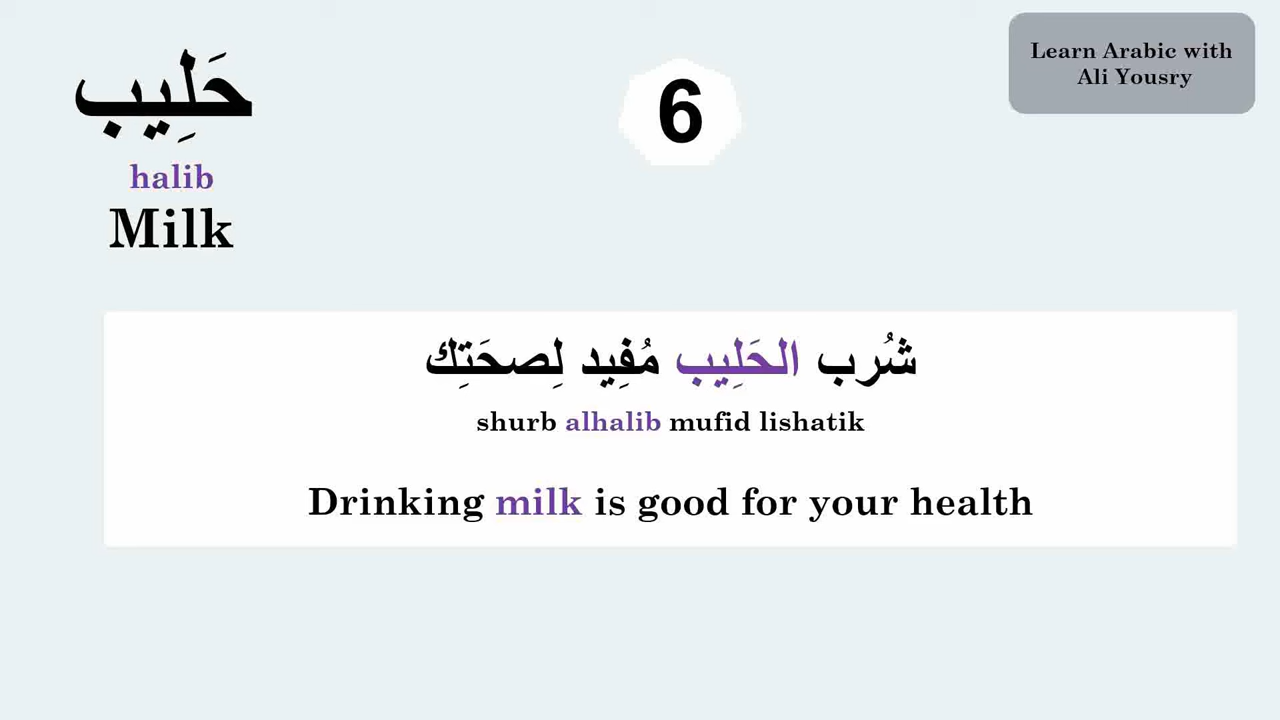 حَلِيب
halib
Milk
6
Learn Arabic with
Ali Yousry
شُرب الحَلِيب مُفِيد لِصحَتِك
shurb alhalib mufid lishatik
Drinking milk is good for your health